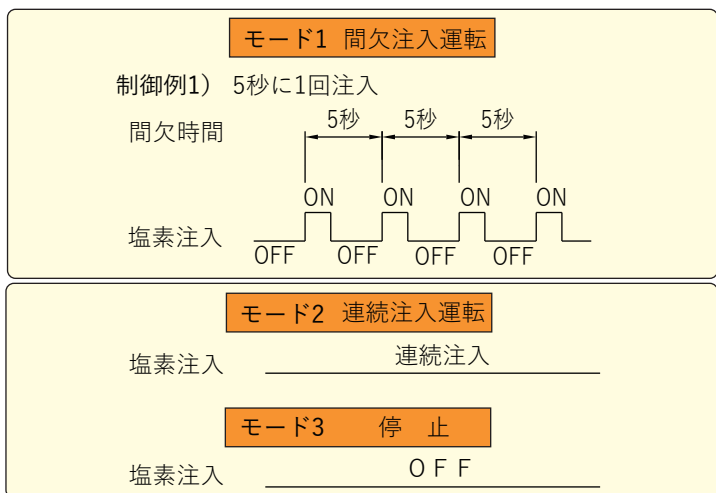 モード1 間欠注入運転
制御例1） 5秒に1回注入
間欠時間 5秒 5秒 5秒
ON ON ON ON
塩素注入
OFF OFF OFF OFF
モード2 連続注入運転
塩素注入 連続注入
モード3 停 止
塩素注入 ＯＦＦ